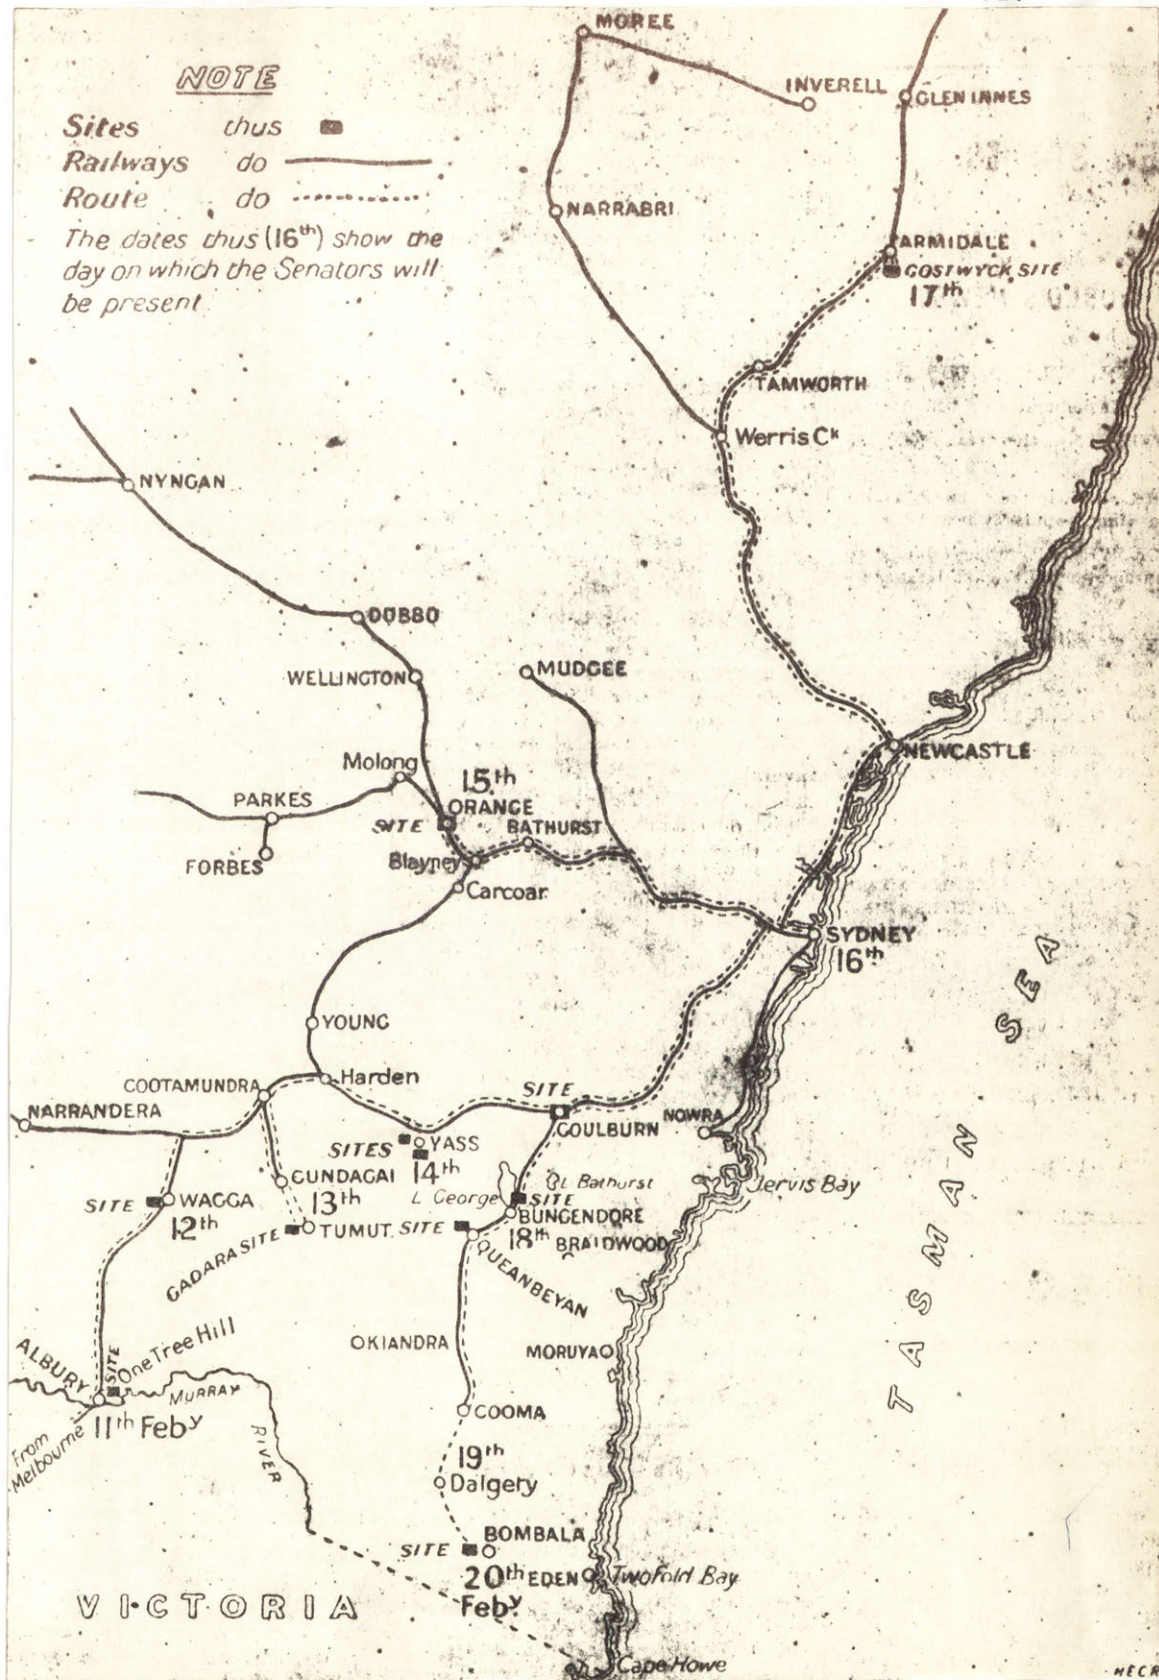 NOTE
Sites thus
Railways do
Route do
The dates thus (16th) show the
day on which the Senators will
be present.
MOREE
INVERELL
GLEN INNES
NARRABRI
ARMIDALE
GOSTWYCK SITE
17th
TAMWORTH
Werris Ck
NYNGAN
DUBBO
WELLINGTON
MUDGEE
NEWCASTLE
Molong
15th
ORANGE
SITE
PARKES
BATHURST
FORBES
Blayney
Carcoar
SYDNEY
16th
TASMAN SEA
YOUNG
COOTAMUNDRA
Harden
SITE
NARRANDERA
GOULBURN
NOWRA
SITES
YASS
14th
GUNDAGAI
13th
L George
L Bathurst
Jervis Bay
SITE
WAGGA
12th
SITE
BUNGENDORE
18th
BRAIDWOOD
GADARA SITE
TUMUT
SITE
QUEANBEYAN
KIANDRA
MORUYA
ALBURY
SITE
One Tree Hill
MURRAY
RIVER
11th Feby
From
Melbourne
COOMA
19th
Dalgety
BOMBALA
SITE
20th
Feby
EDEN
Twofold Bay
VICTORIA
Cape Howe